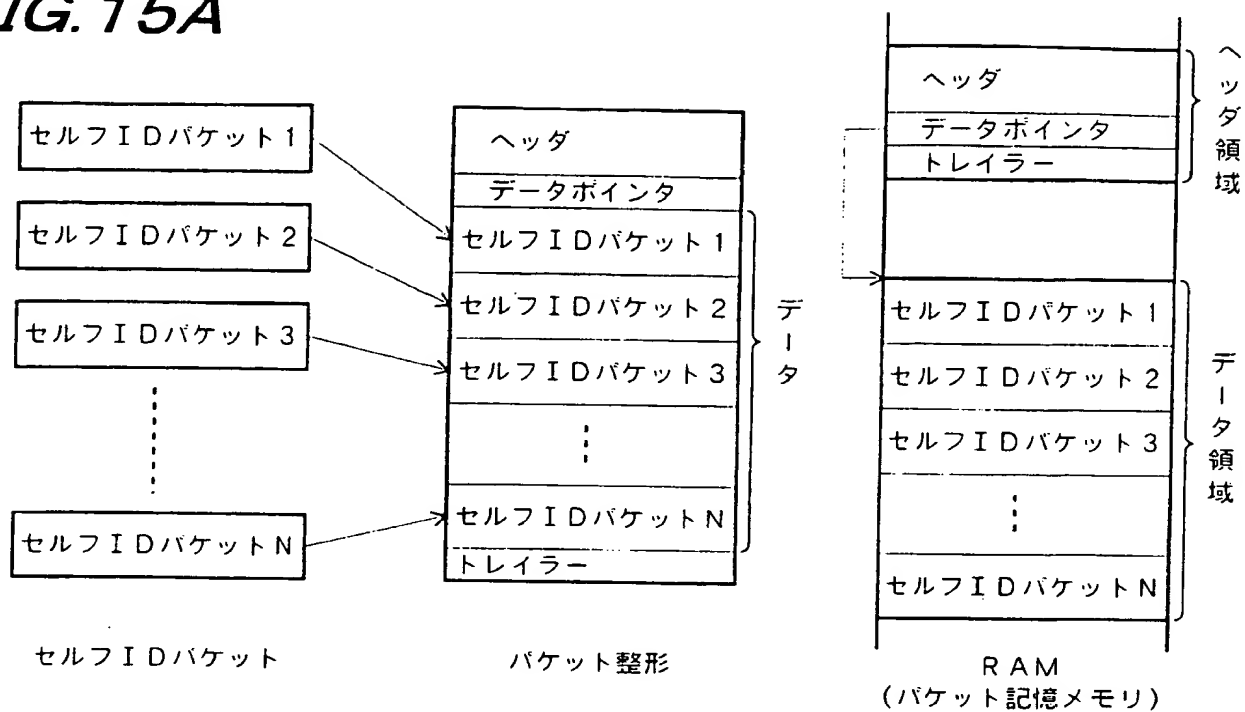 IG. 15A
セルフIDパケット1
セルフIDパケット2
セルフIDパケット3
セルフIDパケットN
セルフIDパケット
ヘッダ
データポインタ
セルフIDパケット1
セルフIDパケット2
セルフIDパケット3
セルフIDパケットN
トレイラー
データ
パケット整形
ヘッダ
データポインタ
トレイラー
ヘッダ領域
セルフIDパケット1
セルフIDパケット2
セルフIDパケット3
セルフIDパケットN
データ領域
RAM
(パケット記憶メモリ)